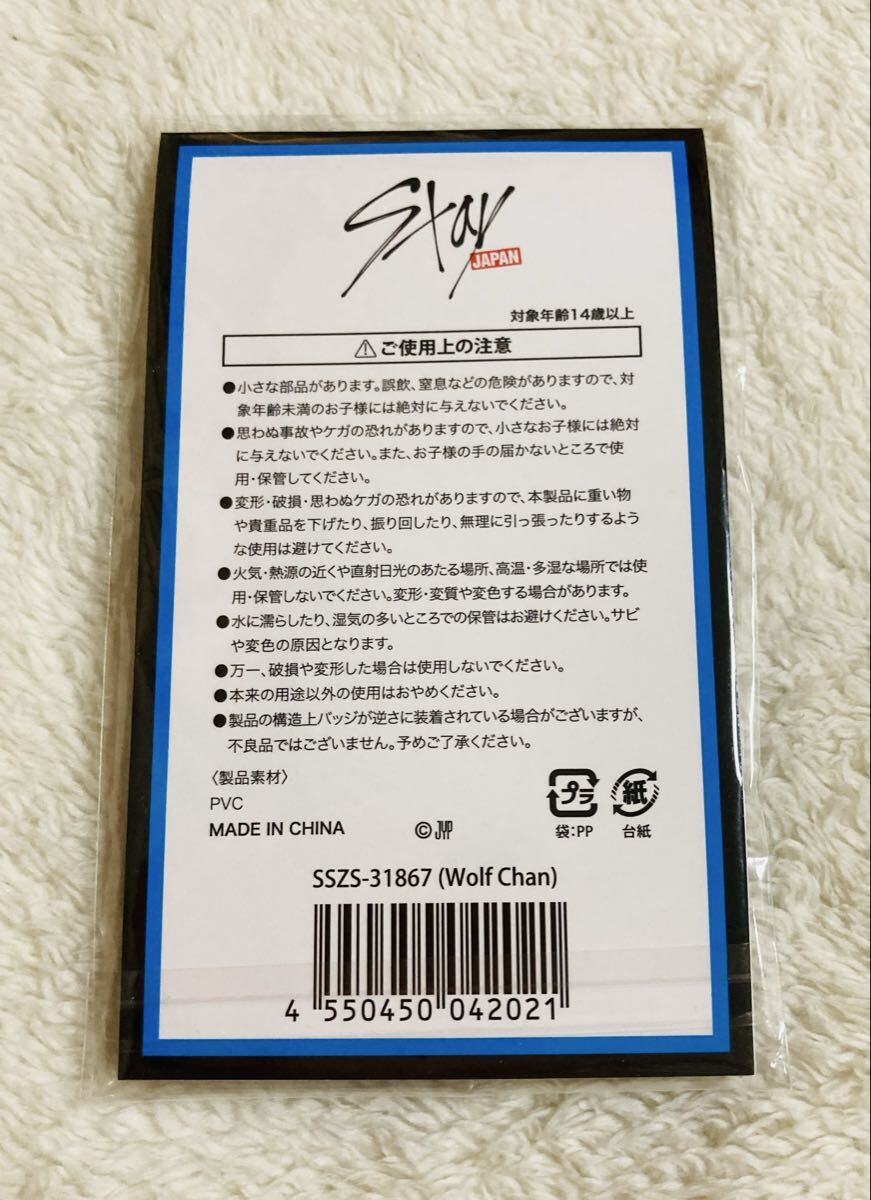 Stay
JAPAN
対象年齢14歳以上
⚠ご使用上の注意
●小さな部品があります。誤飲、窒息などの危険がありますので、対
象年齢未満のお子様には絶対に与えないでください。
●思わぬ事故やケガの恐れがありますので、小さなお子様には絶対
に与えないでください。また、お子様の手の届かないところで使
用・保管してください。
●変形・破損・思わぬケガの恐れがありますので、本製品に重い物
や貴重品を下げたり、振り回したり、無理に引っ張ったりするよう
な使用は避けてください。
●火気・熱源の近くや直射日光のあたる場所、高温・多湿な場所では使
用・保管しないでください。変形・変質や変色する場合があります。
●水に濡らしたり、湿気の多いところでの保管はお避けください。サビ
や変色の原因となります。
●万一、破損や変形した場合は使用しないでください。
●本来の用途以外の使用はおやめください。
●製品の構造上バッジが逆さに装着されている場合がございますが、
不良品ではございません。予めご了承ください。
〈製品素材〉
PVC
MADE IN CHINA
©JYP
プラ
袋:PP
紙
台紙
SSZS-31867 (Wolf Chan)
4 550450 042021